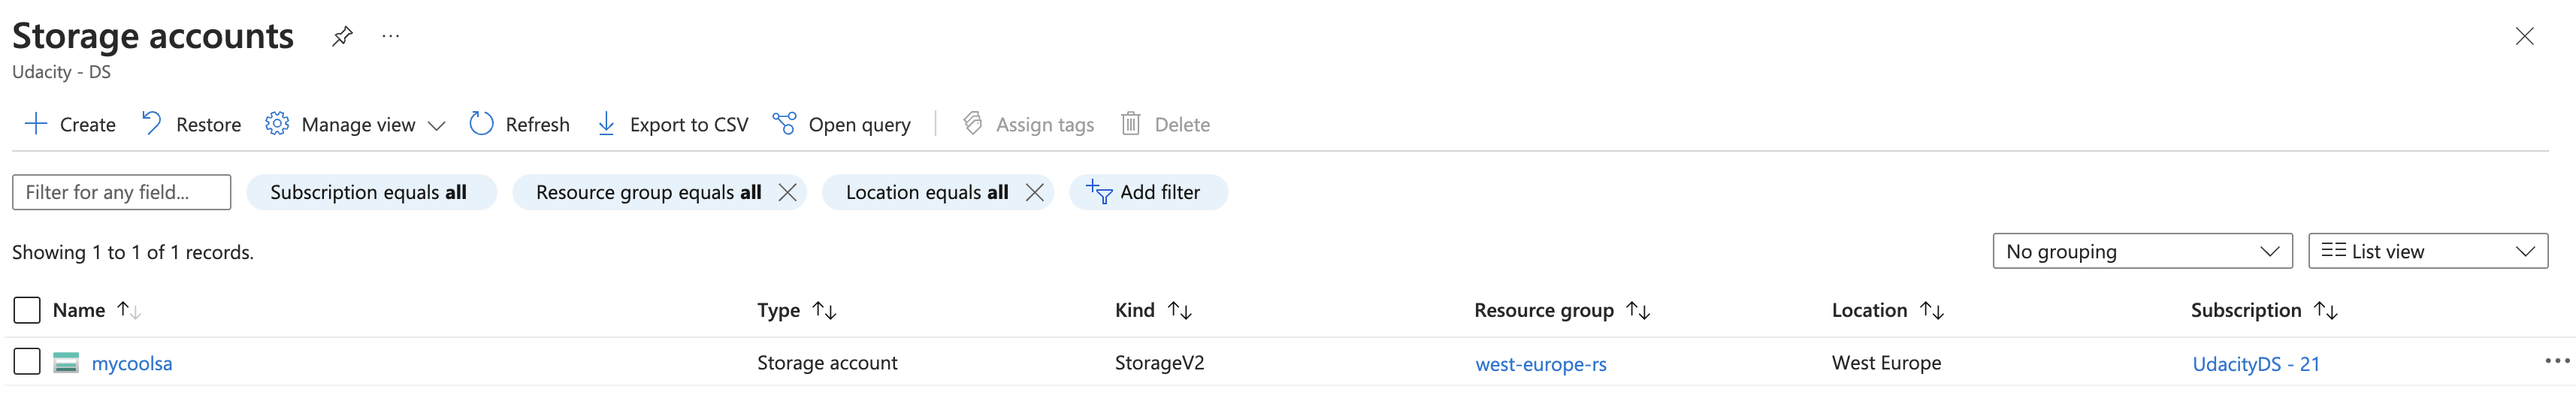 Storage accounts ...
Udacity - DS
Create Restore Manage view Refresh Export to CSV Open query Assign tags Delete
Filter for any field... Subscription equals all Resource group equals all Location equals all Add filter
Showing 1 to 1 of 1 records. No grouping List view
Name Type Kind Resource group Location Subscription
mycoolsa Storage account StorageV2 west-europe-rs West Europe UdacityDS - 21 ...